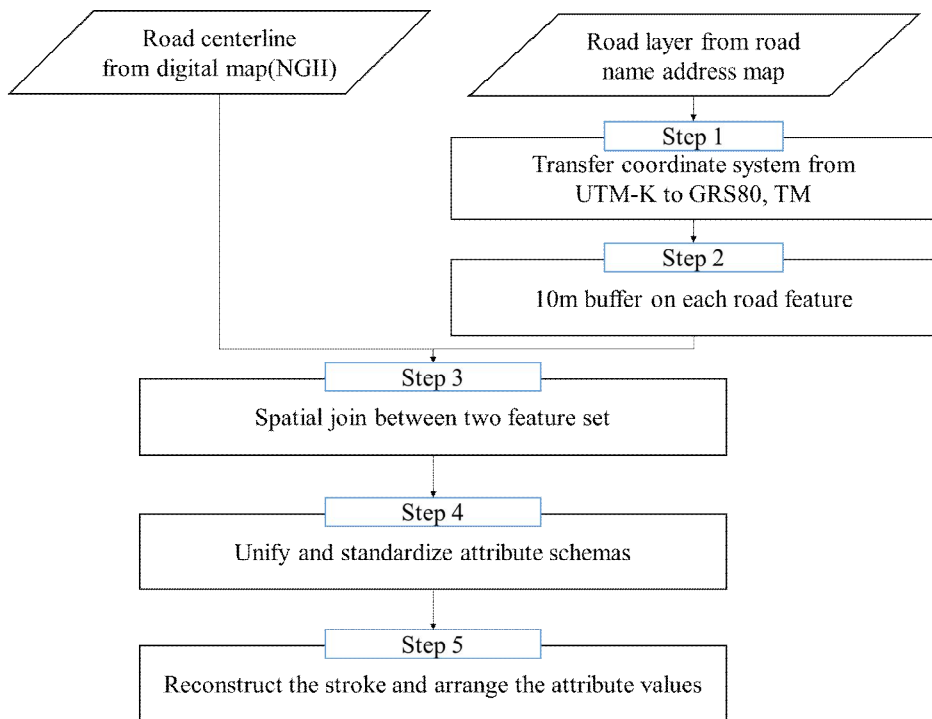 Road centerline
from digital map(NGII)
Road layer from road
name address map
Step 1
Transfer coordinate system from
UTM-K to GRS80, TM
Step 2
10m buffer on each road feature
Step 3
Spatial join between two feature set
Step 4
Unify and standardize attribute schemas
Step 5
Reconstruct the stroke and arrange the attribute values